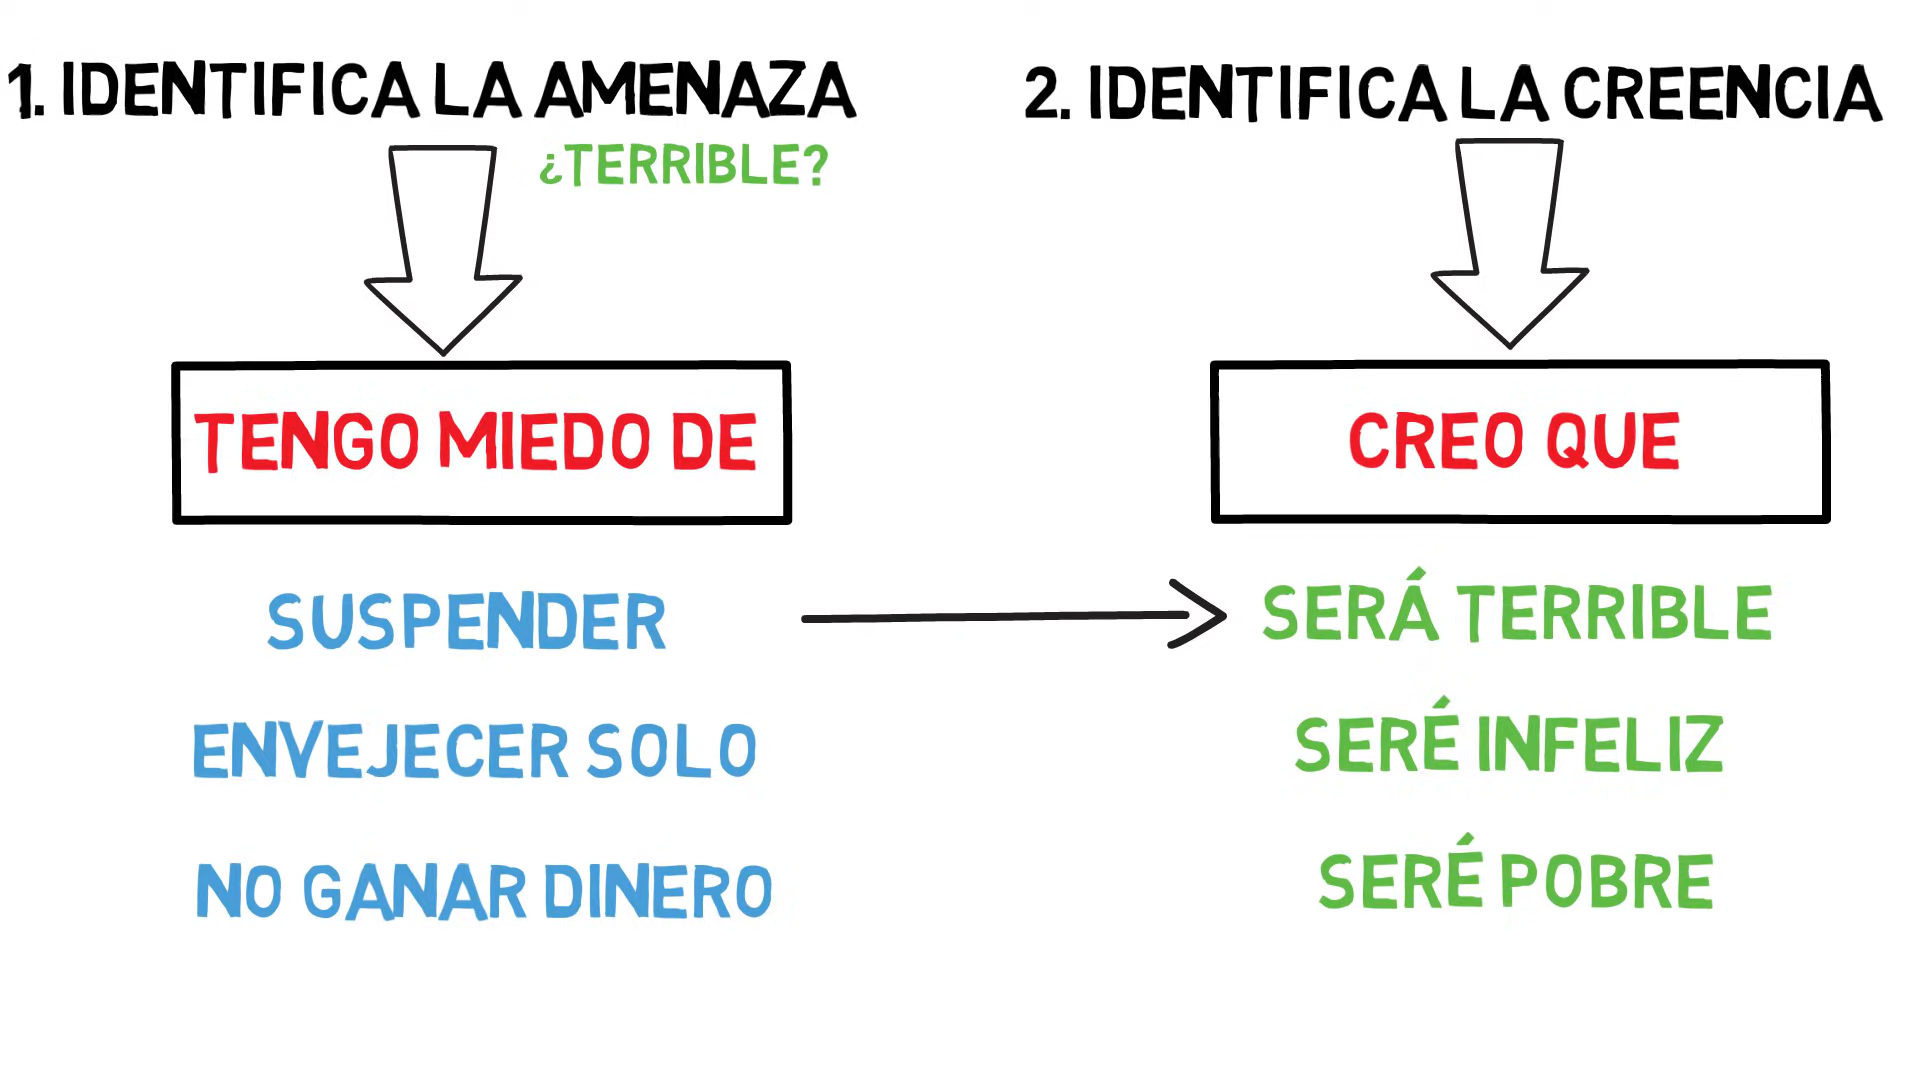 1. IDENTIFICA LA AMENAZA
¿TERRIBLE?
TENGO MIEDO DE
SUSPENDER
ENVEJECER SOLO
NO GANAR DINERO
2. IDENTIFICA LA CREENCIA
CREO QUE
SERÁ TERRIBLE
SERÉ INFELIZ
SERÉ POBRE